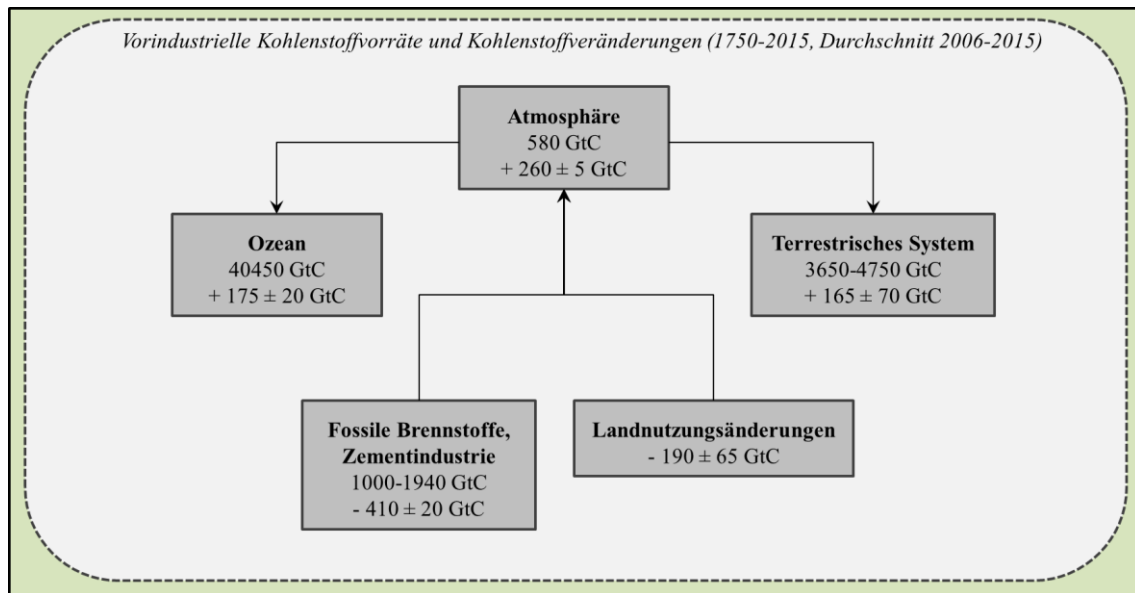 Vorindustrielle Kohlenstoffvorräte und Kohlenstoffveränderungen (1750-2015, Durchschnitt 2006-2015)
Atmosphäre
580 GtC
+ 260 ± 5 GtC
Ozean
40450 GtC
+ 175 ± 20 GtC
Terrestrisches System
3650-4750 GtC
+ 165 ± 70 GtC
Fossile Brennstoffe,
Zementindustrie
1000-1940 GtC
- 410 ± 20 GtC
Landnutzungsänderungen
- 190 ± 65 GtC